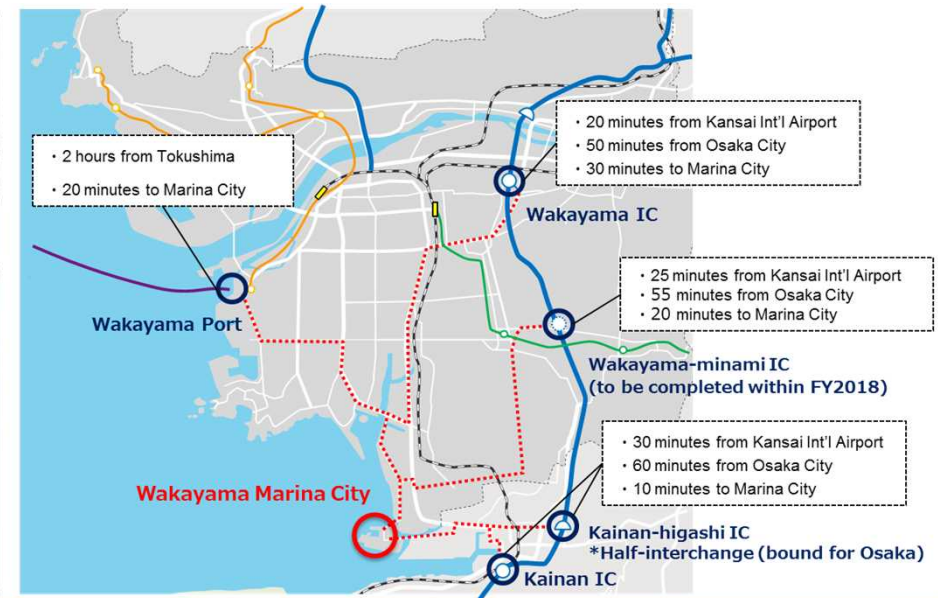 ・20 minutes from Kansai Int'l Airport
・50 minutes from Osaka City
・30 minutes to Marina City
・2 hours from Tokushima
・20 minutes to Marina City
Wakayama IC
・25 minutes from Kansai Int'l Airport
・55 minutes from Osaka City
・20 minutes to Marina City
Wakayama Port
Wakayama-minami IC
(to be completed within FY2018)
・30 minutes from Kansai Int'l Airport
・60 minutes from Osaka City
・10 minutes to Marina City
Wakayama Marina City
Kainan-higashi IC
*Half-interchange (bound for Osaka)
Kainan IC